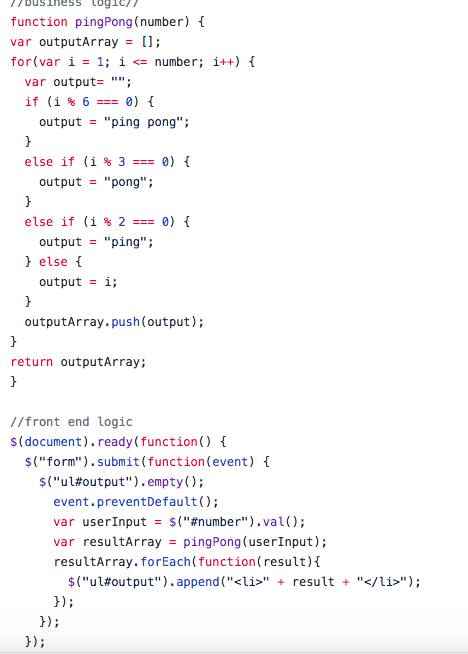 //business logic//
function pingPong(number) {
var outputArray = [];
for(var i = 1; i <= number; i++) {
  var output= "";
  if (i % 6 === 0) {
    output = "ping pong";
  }
  else if (i % 3 === 0) {
    output = "pong";
  }
  else if (i % 2 === 0) {
    output = "ping";
  } else {
    output = i;
  }
  outputArray.push(output);
}
return outputArray;
}

//front end logic
$(document).ready(function() {
  $("form").submit(function(event) {
    $("ul#output").empty();
      event.preventDefault();
      var userInput = $("#number").val();
      var resultArray = pingPong(userInput);
      resultArray.forEach(function(result){
        $("ul#output").append("<li>" + result + "</li>");
      });
    });
  });